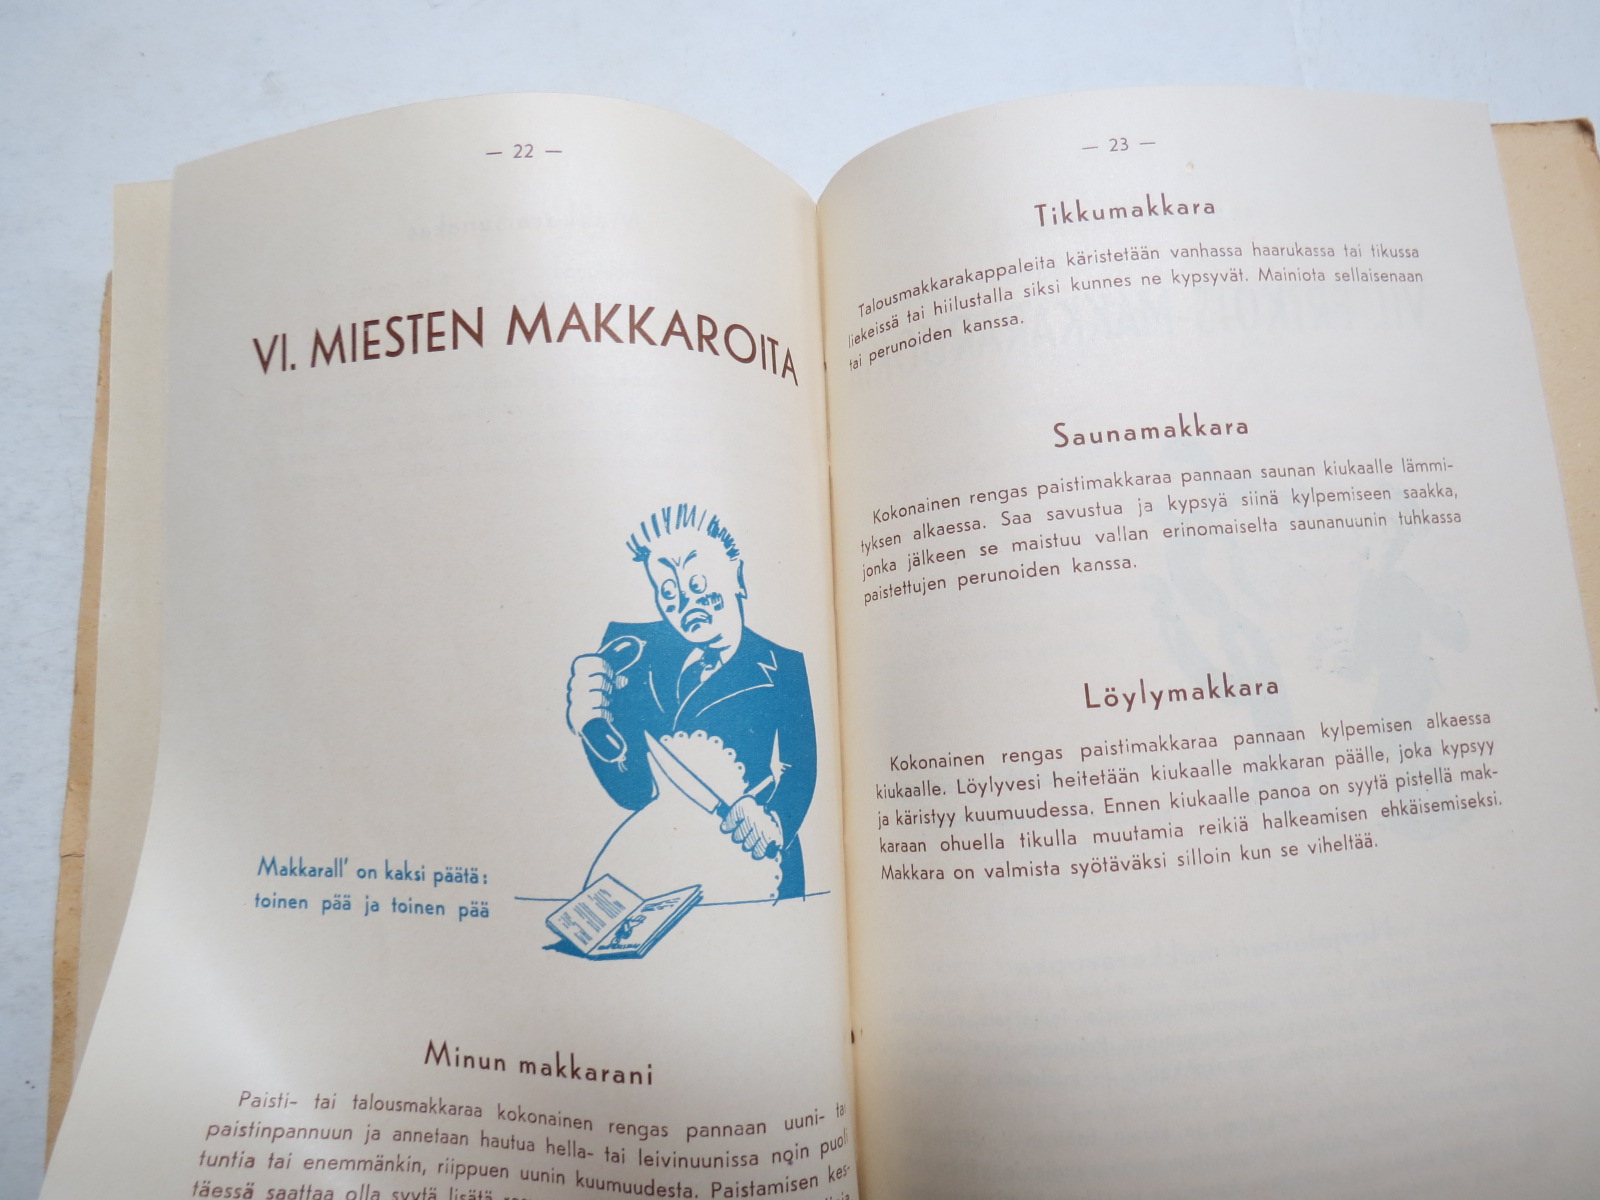 — 22 —
VI. MIESTEN MAKKAROITA
Makkarall' on kaksi päätä:
toinen pää ja toinen pää
Minun makkarani
Paisti- tai talousmakkaraa kokonainen rengas pannaan uuni- tai
paistinpannuun ja annetaan hautua hella- tai leivinuunissa noin puoli
tuntia tai enemmänkin, riippuen uunin kuumuudesta. Paistamisen kes-
täessä saattaa olla syytä lisätä
— 23 —
Tikkumakkara
Talousmakkarakappaleita käristetään vanhassa haarukassa tai tikussa
liekeissä tai hiilustalla siksi kunnes ne kypsyvät. Mainiota sellaisenaan
tai perunoiden kanssa.
Saunamakkara
Kokonainen rengas paistimakkaraa pannaan saunan kiukaalle lämmi-
tyksen alkaessa. Saa savustua ja kypsyä siinä kylpemiseen saakka,
jonka jälkeen se maistuu vallan erinomaiselta saunanuunin tuhkassa
paistettujen perunoiden kanssa.
Löylymakkara
Kokonainen rengas paistimakkaraa pannaan kylpemisen alkaessa
kiukaalle. Löylyvesi heitetään kiukaalle makkaran päälle, joka kypsyy
ja käristyy kuumuudessa. Ennen kiukaalle panoa on syytä pistellä mak-
karaan ohuella tikulla muutamia reikiä halkeamisen ehkäisemiseksi.
Makkara on valmista syötäväksi silloin kun se viheltää.